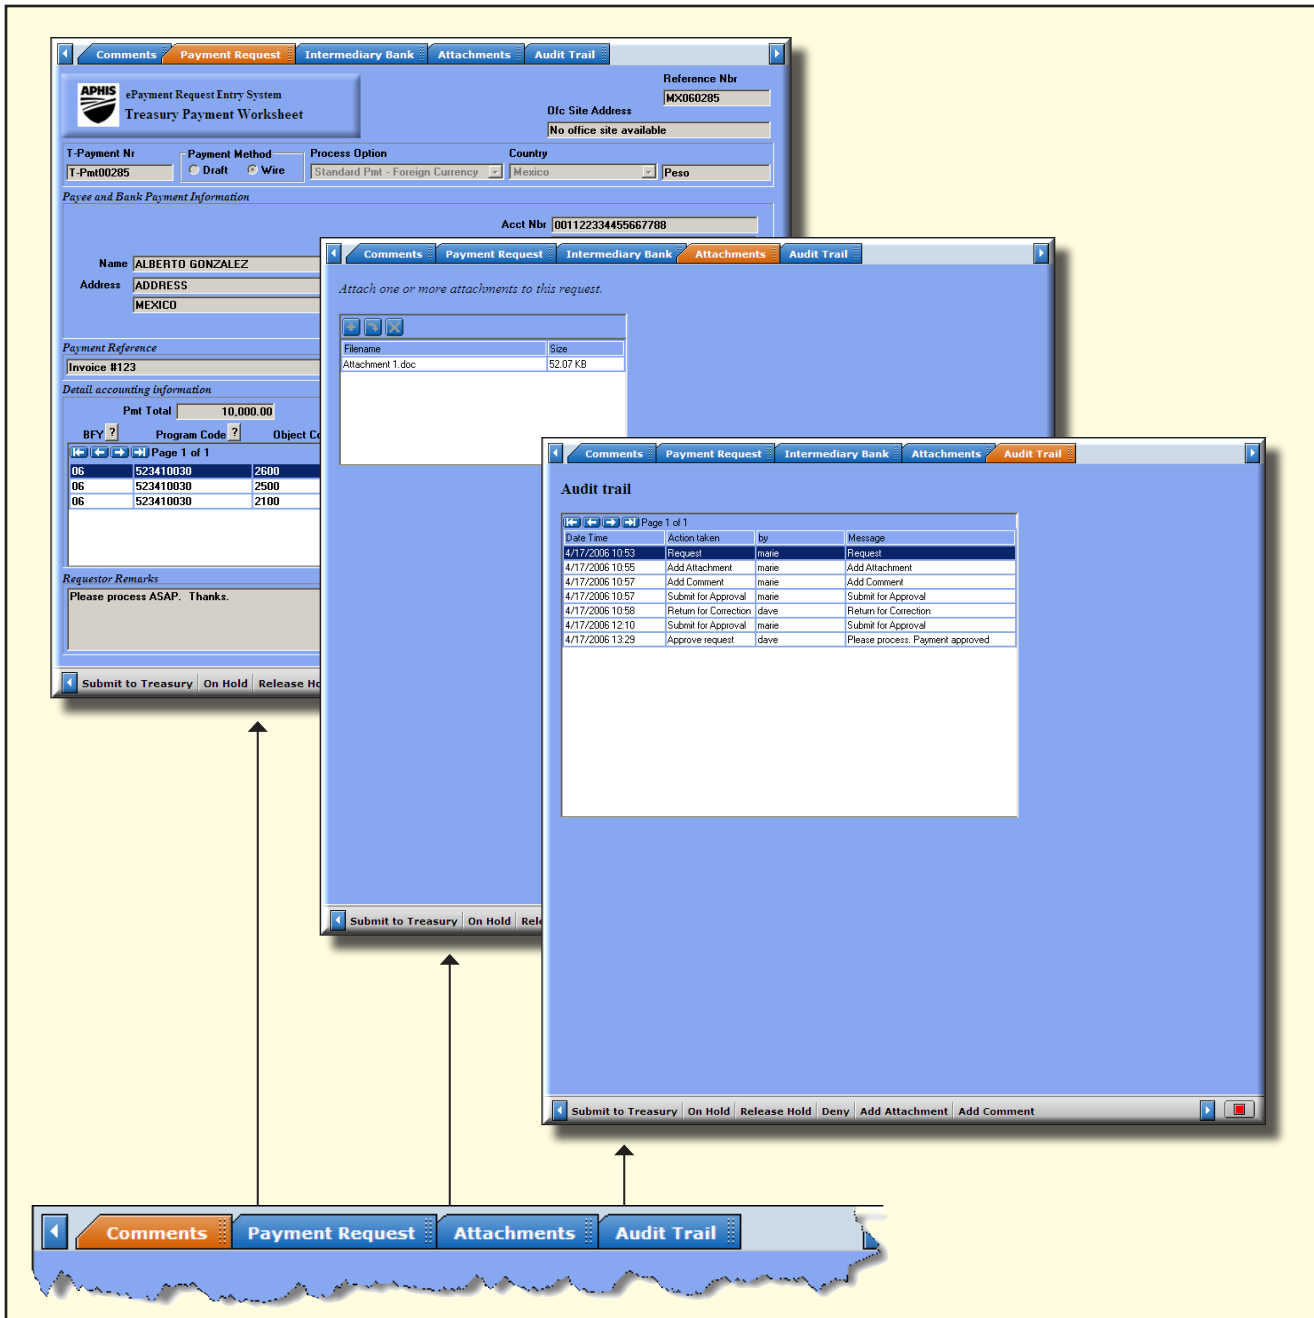 Comments Payment Request Intermediary Bank Attachments Audit Trail
Reference Nbr
APHIS ePayment Request Entry System
MX060285
Treasury Payment Worksheet
Ofc Site Address
No office site available
T-Payment Nr Payment Method Process Option Country
T-Pmt00285 Draft Wire Standard Pmt - Foreign Currency Mexico Peso
Payee and Bank Payment Information
Acct Nbr 001122334455667788
Name ALBERTO GONZALEZ
Address ADDRESS
MEXICO
Payment Reference
Invoice #123
Detail accounting information
Pmt Total 10,000.00
BFY ? Program Code ? Object Co
Page 1 of 1
06 523410030 2600
06 523410030 2500
06 523410030 2100
Requestor Remarks
Please process ASAP. Thanks.
Submit to Treasury On Hold Release Ho
Comments Payment Request Intermediary Bank Attachments Audit Trail
Attach one or more attachments to this request.
Filename Size
Attachment 1.doc 52.07 KB
Submit to Treasury On Hold Rele
Comments Payment Request Intermediary Bank Attachments Audit Trail
Audit trail
Page 1 of 1
Date Time Action taken by Message
4/17/2006 10:53 Request marie Request
4/17/2006 10:55 Add Attachment marie Add Attachment
4/17/2006 10:57 Add Comment marie Add Comment
4/17/2006 10:57 Submit for Approval marie Submit for Approval
4/17/2006 10:58 Return for Correction dave Return for Correction
4/17/2006 12:10 Submit for Approval marie Submit for Approval
4/17/2006 13:29 Approve request dave Please process. Payment approved
Submit to Treasury On Hold Release Hold Deny Add Attachment Add Comment
Comments Payment Request Attachments Audit Trail